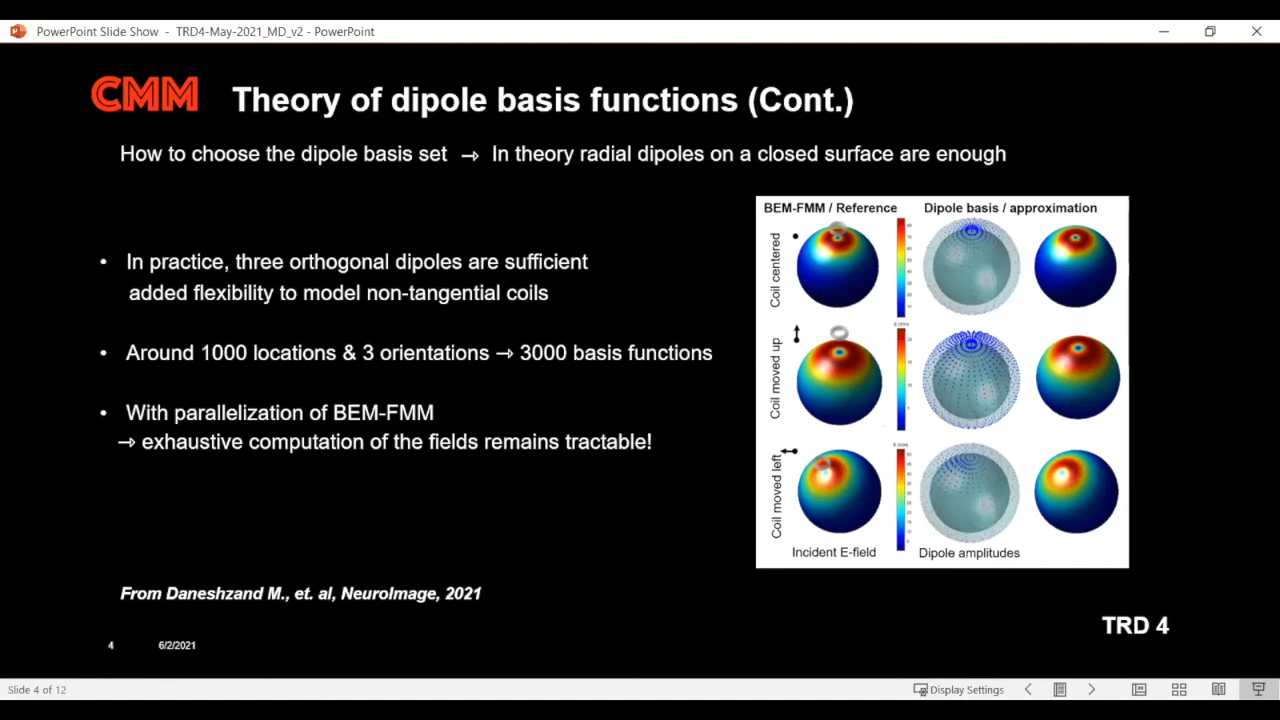 PowerPoint Slide Show - TRD4-May-2021_MD_v2 - PowerPoint
CMM
Theory of dipole basis functions (Cont.)
How to choose the dipole basis set → In theory radial dipoles on a closed surface are enough
• In practice, three orthogonal dipoles are sufficient
added flexibility to model non-tangential coils
• Around 1000 locations & 3 orientations → 3000 basis functions
• With parallelization of BEM-FMM
→ exhaustive computation of the fields remains tractable!
BEM-FMM / Reference
Dipole basis / approximation
Coil centered
Coil moved up
Coil moved left
Incident E-field
Dipole amplitudes
From Daneshzand M., et. al, NeuroImage, 2021
TRD 4
4
6/2/2021
Slide 4 of 12
Display Settings